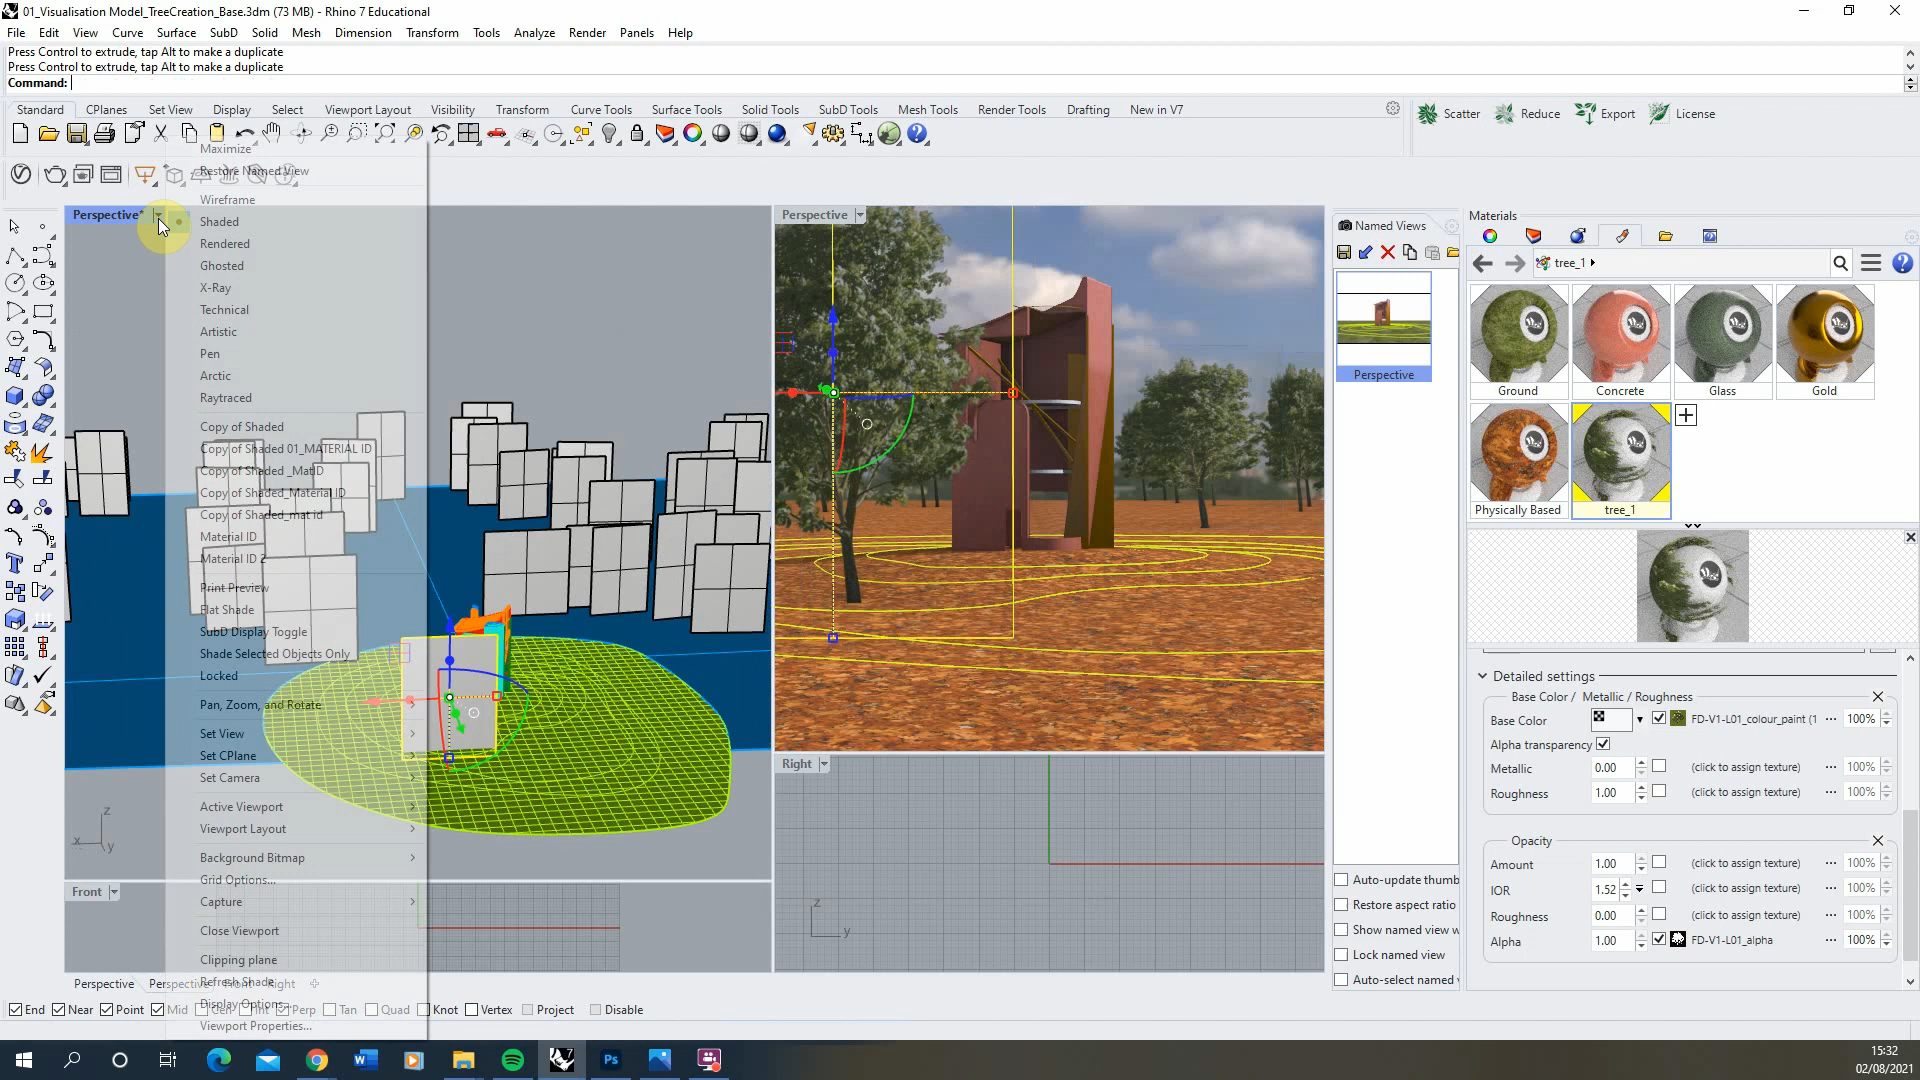 01_Visualisation Model_TreeCreation_Base.3dm (73 MB) - Rhino 7 Educational
File Edit View Curve Surface SubD Solid Mesh Dimension Transform Tools Analyze Render Panels Help
Press Control to extrude, tap Alt to make a duplicate
Press Control to extrude, tap Alt to make a duplicate
Command:
Standard CPlanes Set View Display Select Viewport Layout Visibility Transform Curve Tools Surface Tools Solid Tools SubD Tools Mesh Tools Render Tools Drafting New in V7
Scatter Reduce Export License
Maximize
Restore Named View
Wireframe
Shaded
Rendered
Ghosted
X-Ray
Technical
Artistic
Pen
Arctic
Raytraced
Copy of Shaded
Copy of Shaded 01_MATERIAL ID
Copy of Shaded _MatID
Copy of Shaded_Material ID
Copy of Shaded_mat id
Material ID
Material ID 2
Print Preview
Flat Shade
SubD Display Toggle
Shade Selected Objects Only
Locked
Pan, Zoom, and Rotate
Set View
Set CPlane
Set Camera
Active Viewport
Viewport Layout
Background Bitmap
Grid Options...
Capture
Close Viewport
Clipping plane
Refresh Shade
Display Options...
Viewport Properties...
Perspective*
z
x
y
Front
Perspective
Right
z
y
Perspective Perspective Front Right
End Near Point Mid Cen Int Perp Tan Quad Knot Vertex Project Disable
Named Views
Perspective
Auto-update thumb
Restore aspect ratio
Show named view w
Lock named view
Auto-select named
Materials
tree_1
Ground Concrete Glass Gold
Physically Based tree_1
Detailed settings
Base Color / Metallic / Roughness
Base Color FD-V1-L01_colour_paint (1 ... 100%
Alpha transparency
Metallic 0.00 (click to assign texture) ... 100%
Roughness 1.00 (click to assign texture) ... 100%
Opacity
Amount 1.00 (click to assign texture) ... 100%
IOR 1.52 (click to assign texture) ... 100%
Roughness 0.00 (click to assign texture) ... 100%
Alpha 1.00 FD-V1-L01_alpha ... 100%
Ps
15:32
02/08/2021